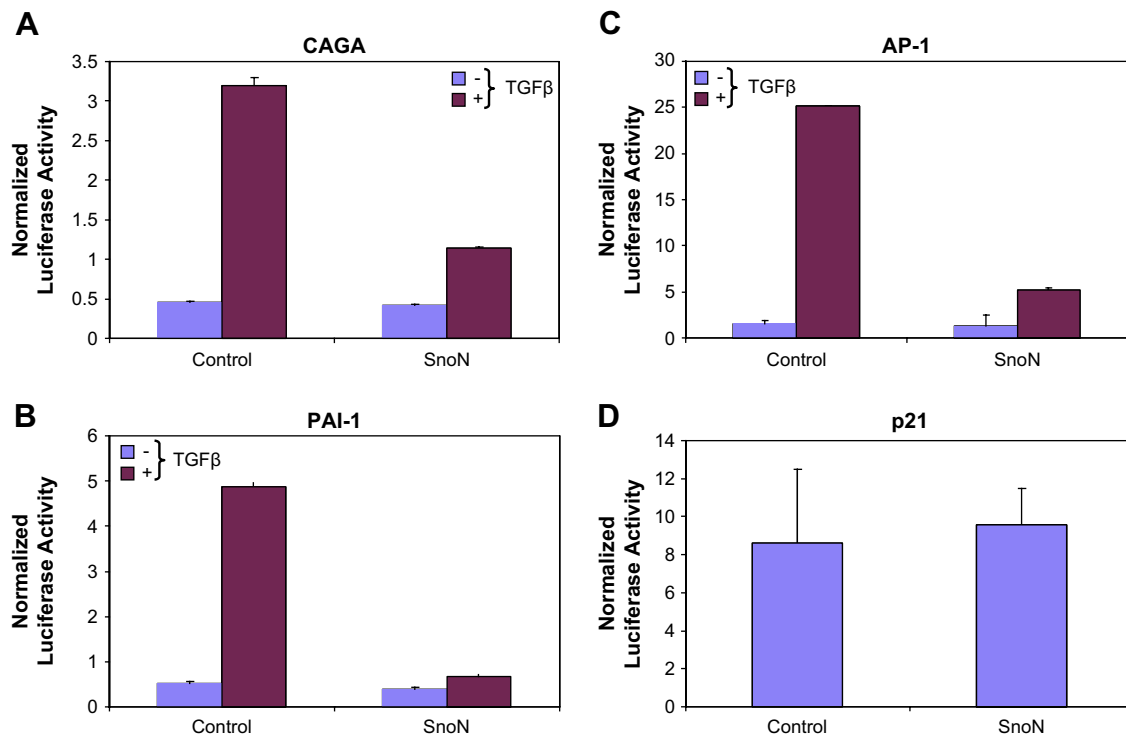 A
CAGA
Normalized
Luciferase Activity
3.5
3
2.5
2
1.5
1
0.5
0
-
+
TGFβ
Control
SnoN
C
AP-1
Normalized
Luciferase Activity
30
25
20
15
10
5
0
-
+
TGFβ
Control
SnoN
B
PAI-1
Normalized
Luciferase Activity
6
5
4
3
2
1
0
-
+
TGFβ
Control
SnoN
D
p21
Normalized
Luciferase Activity
14
12
10
8
6
4
2
0
Control
SnoN